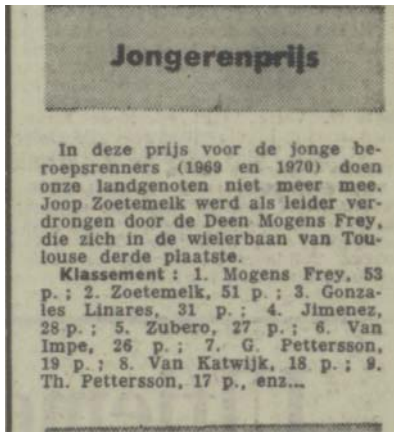 Jongerenprijs
In deze prijs voor de jonge be-
roepsrenners (1969 en 1970) doen
onze landgenoten niet meer mee.
Joop Zoetemelk werd als leider ver-
drongen door de Deen Mogens Frey,
die zich in de wielerbaan van Tou-
louse derde plaatste.
Klassement : 1. Mogens Frey, 53
p. ; 2. Zoetemelk, 51 p. ; 3. Gonza-
les Linares, 31 p. ; 4. Jimenez,
28 p. ; 5. Zubero, 27 p. ; 6. Van
Impe, 26 p. ; 7. G. Pettersson,
19 p. ; 8. Van Katwijk, 18 p. ; 9.
Th. Pettersson, 17 p., enz...